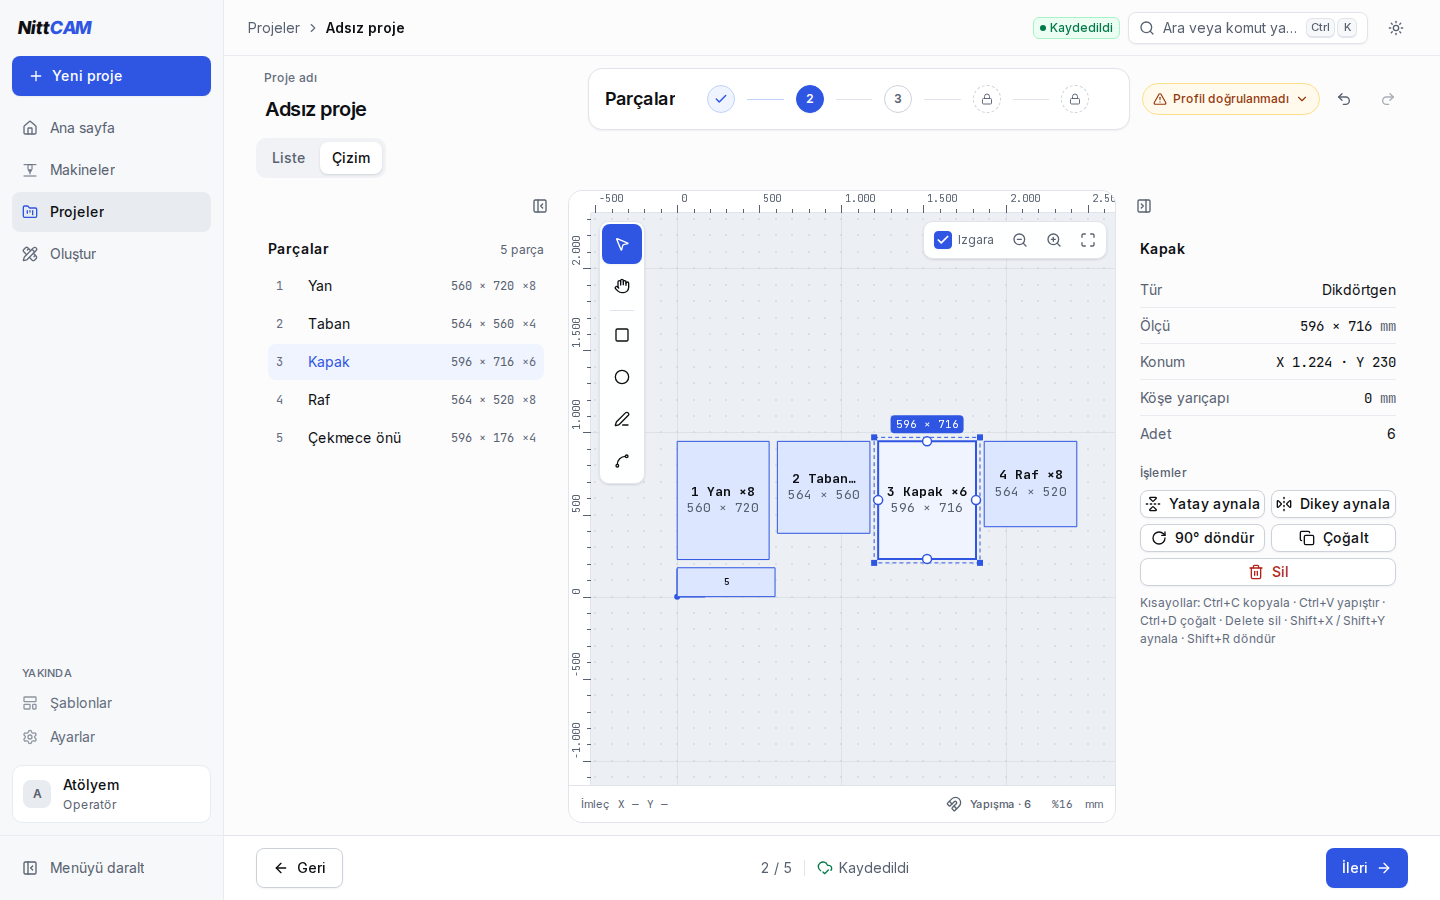 NittCAM
Yeni proje
Ana sayfa
Makineler
Projeler
Oluştur
YAKINDA
Şablonlar
Ayarlar
A
Atölyem
Operatör
Menüyü daralt
Projeler > Adsız proje
Kaydedildi
Ara veya komut ya... Ctrl K
Proje adı
Adsız proje
Parçalar 2 3
Profil doğrulanmadı
Liste Çizim
Parçalar 5 parça
1 Yan 560 × 720 ×8
2 Taban 564 × 560 ×4
3 Kapak 596 × 716 ×6
4 Raf 564 × 520 ×8
5 Çekmece önü 596 × 176 ×4
-500 0 500 1.000 1.500 2.000
2.000
1.500
1.000
500
0
-500
-1.000
Izgara
596 × 716
1 Yan ×8
560 × 720
2 Taban…
564 × 560
3 Kapak ×6
596 × 716
4 Raf ×8
564 × 520
5
İmleç X — Y —
Yapışma · 6 %16 mm
Kapak
Tür Dikdörtgen
Ölçü 596 × 716 mm
Konum X 1.224 · Y 230
Köşe yarıçapı 0 mm
Adet 6
İşlemler
Yatay aynala Dikey aynala
90° döndür Çoğalt
Sil
Kısayollar: Ctrl+C kopyala · Ctrl+V yapıştır ·
Ctrl+D çoğalt · Delete sil · Shift+X / Shift+Y
aynala · Shift+R döndür
Geri
2 / 5 Kaydedildi
İleri